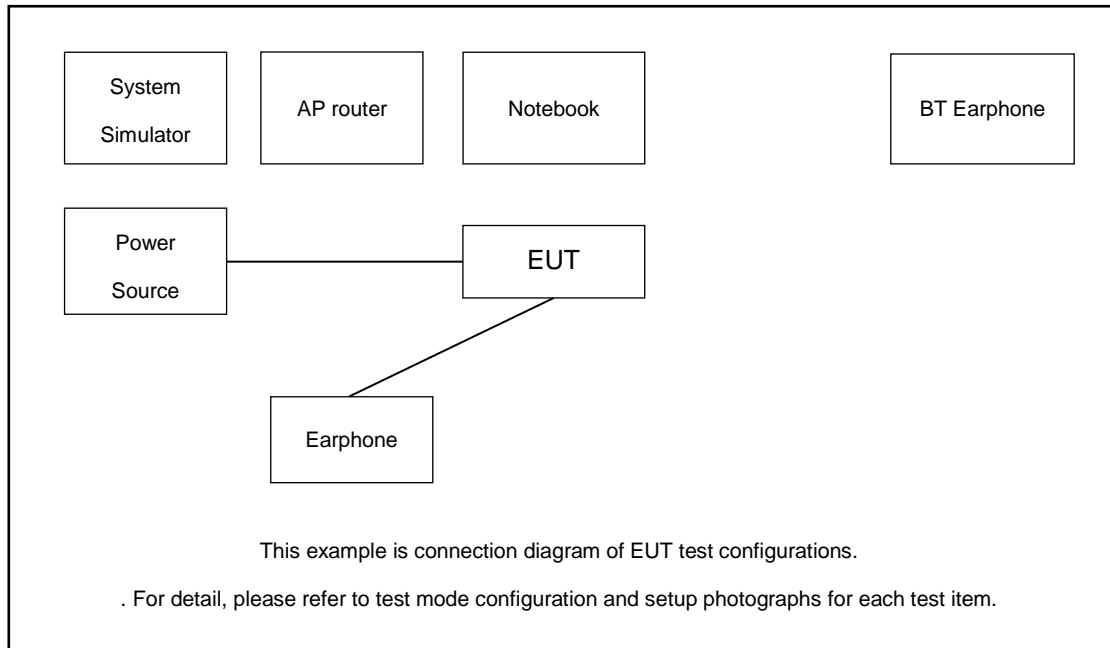 System
Simulator
AP router
Notebook
BT Earphone
Power
Source
EUT
Earphone
This example is connection diagram of EUT test configurations.
. For detail, please refer to test mode configuration and setup photographs for each test item.